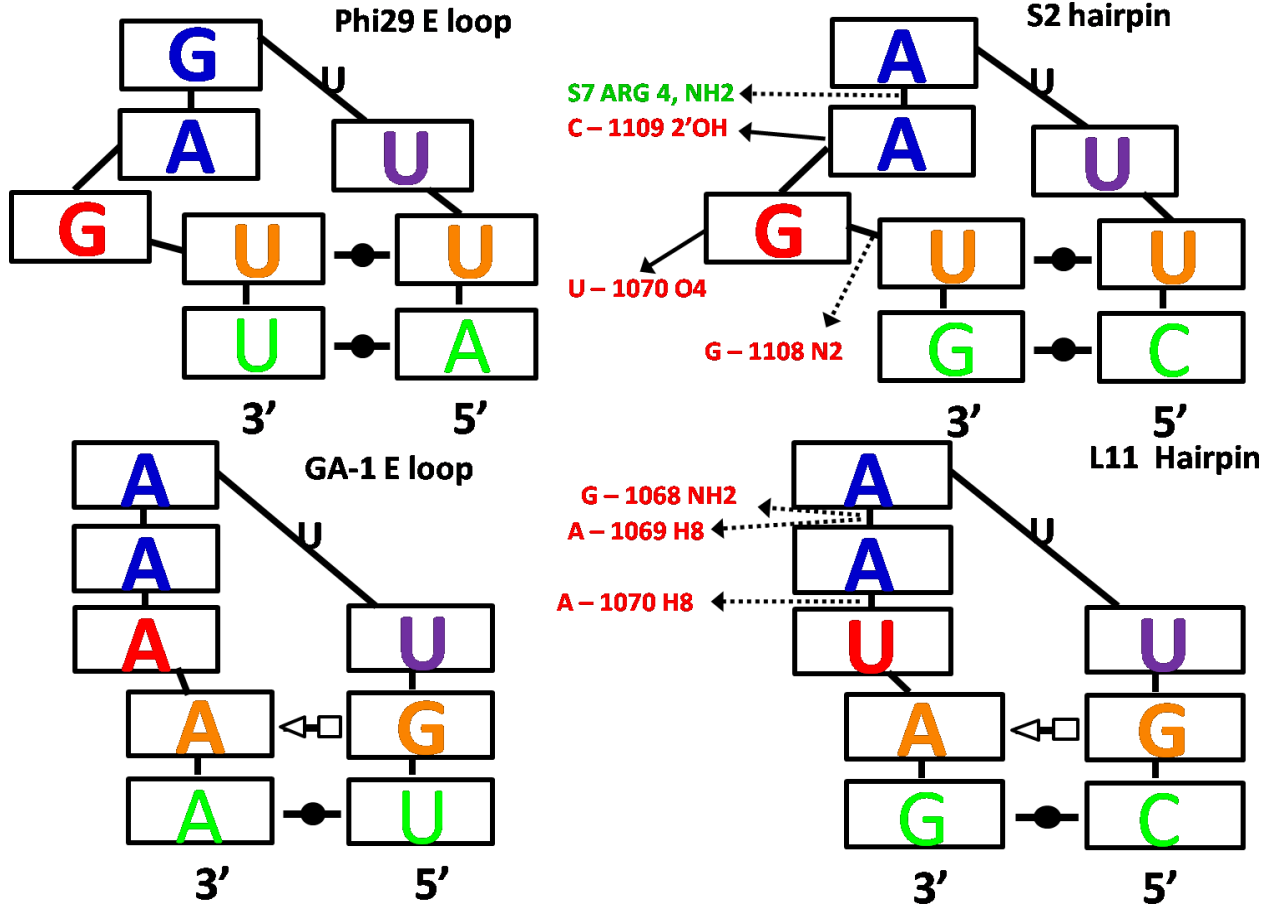 Phi29 E loop
G
U
A
U
G
U
U
U
A
3’
5’
S2 hairpin
A
U
S7 ARG 4, NH2
C – 1109 2’OH
A
U
G
U
U
U – 1070 O4
G – 1108 N2
G
C
3’
5’
GA-1 E loop
A
U
A
A
U
A
G
A
U
3’
5’
L11 Hairpin
A
G – 1068 NH2
A – 1069 H8
U
A
A – 1070 H8
U
U
A
G
G
C
3’
5’